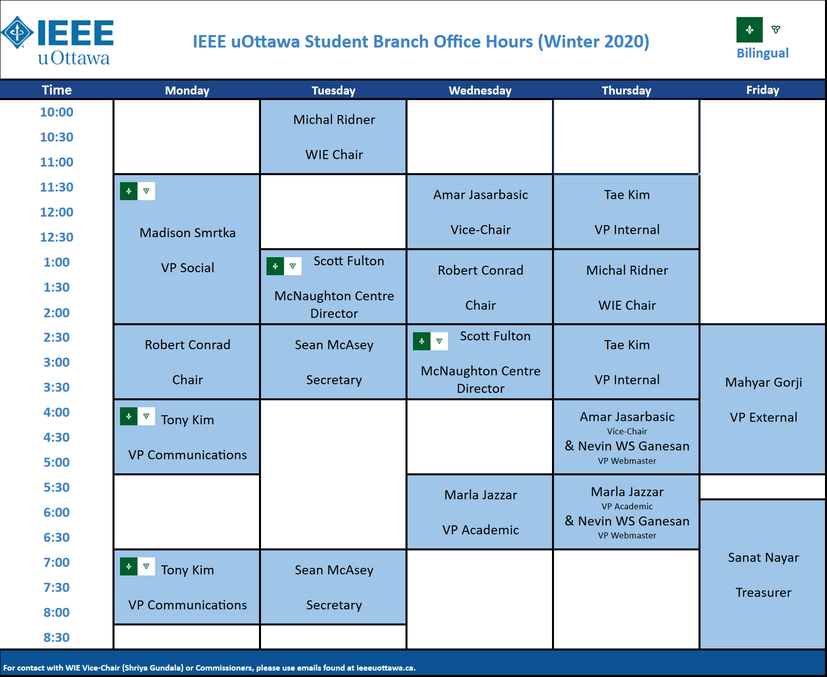 IEEE
uOttawa
IEEE uOttawa Student Branch Office Hours (Winter 2020)
Bilingual
Time Monday Tuesday Wednesday Thursday Friday
10:00
10:30
11:00
11:30
12:00
12:30
1:00
1:30
2:00
2:30
3:00
3:30
4:00
4:30
5:00
5:30
6:00
6:30
7:00
7:30
8:00
8:30
Madison Smrtka
VP Social
Robert Conrad
Chair
Tony Kim
VP Communications
Tony Kim
VP Communications
Michal Ridner
WIE Chair
Scott Fulton
McNaughton Centre
Director
Sean McAsey
Secretary
Sean McAsey
Secretary
Amar Jasarbasic
Vice-Chair
Robert Conrad
Chair
Scott Fulton
McNaughton Centre
Director
Marla Jazzar
VP Academic
Tae Kim
VP Internal
Michal Ridner
WIE Chair
Tae Kim
VP Internal
Amar Jasarbasic
Vice-Chair
& Nevin WS Ganesan
VP Webmaster
Marla Jazzar
VP Academic
& Nevin WS Ganesan
VP Webmaster
Mahyar Gorji
VP External
Sanat Nayar
Treasurer
For contact with WIE Vice-Chair (Shriya Gundala) or Commissioners, please use emails found at ieeeuottawa.ca.